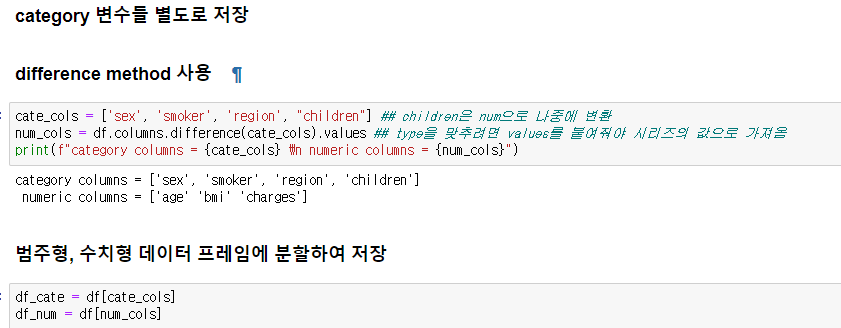 category 변수들 별도로 저장
difference method 사용 ¶
cate_cols = ['sex', 'smoker', 'region', "children"] ## children은 num으로 나중에 변환
num_cols = df.columns.difference(cate_cols).values ## type을 맞추려면 values를 붙여줘야 시리즈의 값으로 가져옴
print(f"category columns = {cate_cols} ₩n numeric columns = {num_cols}")
category columns = ['sex', 'smoker', 'region', 'children']
numeric columns = ['age' 'bmi' 'charges']
범주형, 수치형 데이터 프레임에 분할하여 저장
df_cate = df[cate_cols]
df_num = df[num_cols]